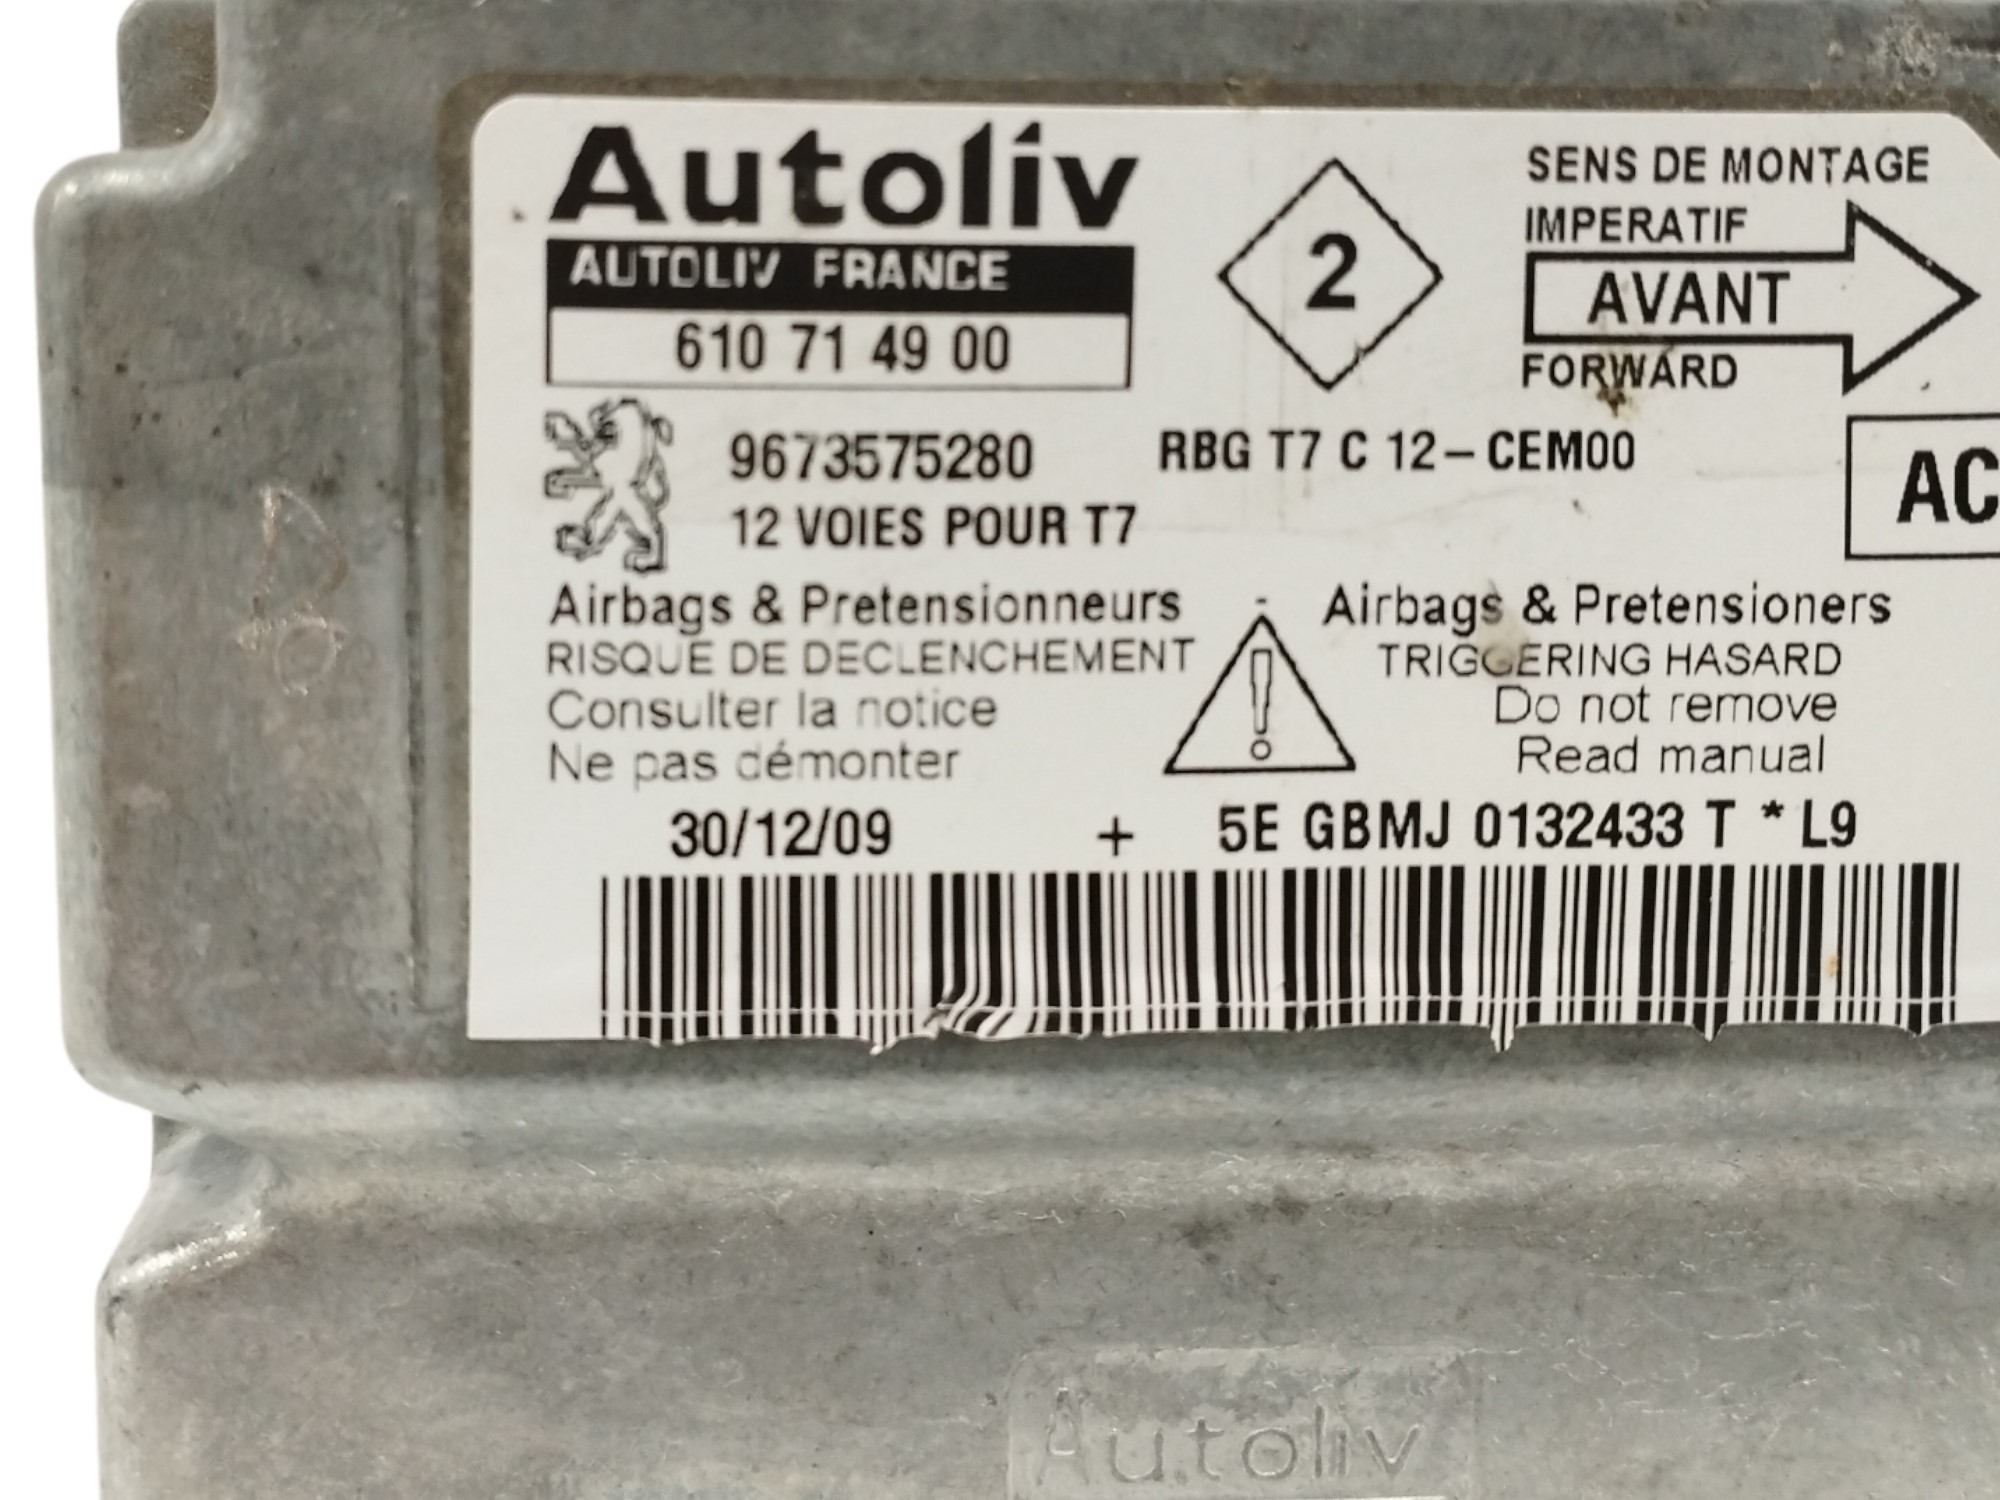 Autoliv
AUTOLIV FRANCE
610 71 49 00
2
SENS DE MONTAGE
IMPERATIF
AVANT
FORWARD
9673575280
RBG T7 C 12-CEM00
12 VOIES POUR T7
AC
Airbags & Pretensionneurs
RISQUE DE DECLENCHEMENT
Consulter la notice
Ne pas démonter
!
- Airbags & Pretensioners
TRIGGERING HASARD
Do not remove
Read manual
30/12/09 + 5E GBMJ 0132433 T * L9
Autoliv